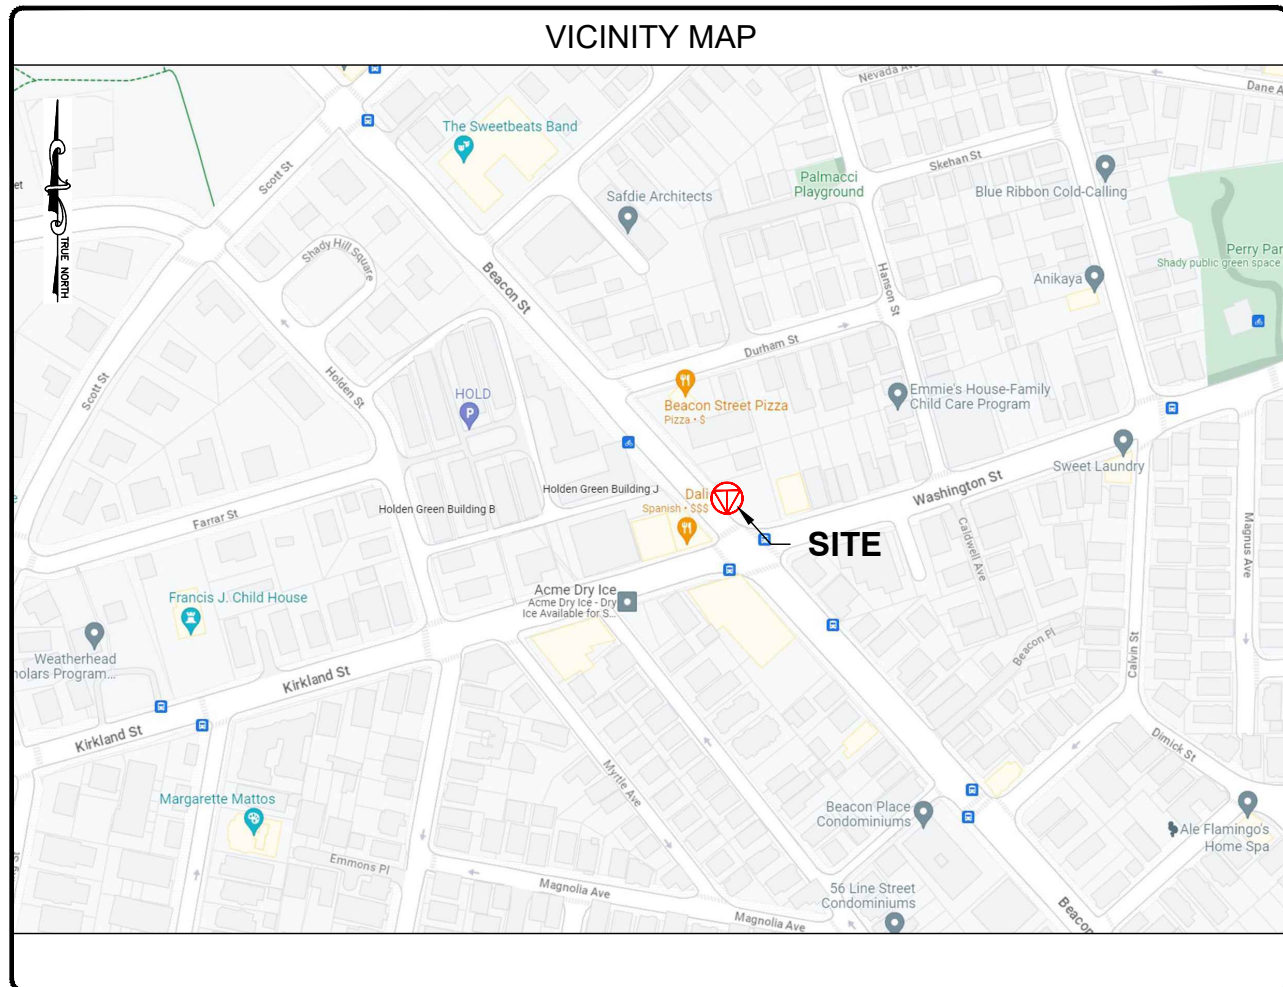 VICINITY MAP
Nevada Ave
Dane A
The Sweetbeats Band
Scott St
Skehan St
Palmacci
Playground
Blue Ribbon Cold-Calling
et
Safdie Architects
TRUE NORTH
Shady Hill
Square
Beacon St
Perry Par
Shady public green space
Anikaya
Hanson St
Durham St
Scott St
Holden St
HOLD
P
Beacon Street Pizza
Pizza • $
Emmie's House-Family
Child Care Program
Sweet Laundry
Washington St
Holden Green Building J
Dali
Spanish • $$$
Holden Green Building B
Farrar St
SITE
Caldwell Ave
Magnus Ave
Francis J. Child House
Acme Dry Ice
Acme Dry Ice - Dry
Ice Available for S...
Weatherhead
holars Program...
Beacon Pl
Calvin St
Kirkland St
Kirkland St
Dimick St
Myrtle Ave
Margarette Mattos
Beacon Place
Condominiums
Ale Flamingo's
Home Spa
Emmons Pl
Magnolia Ave
56 Line Street
Condominiums
Magnolia Ave
Beacon